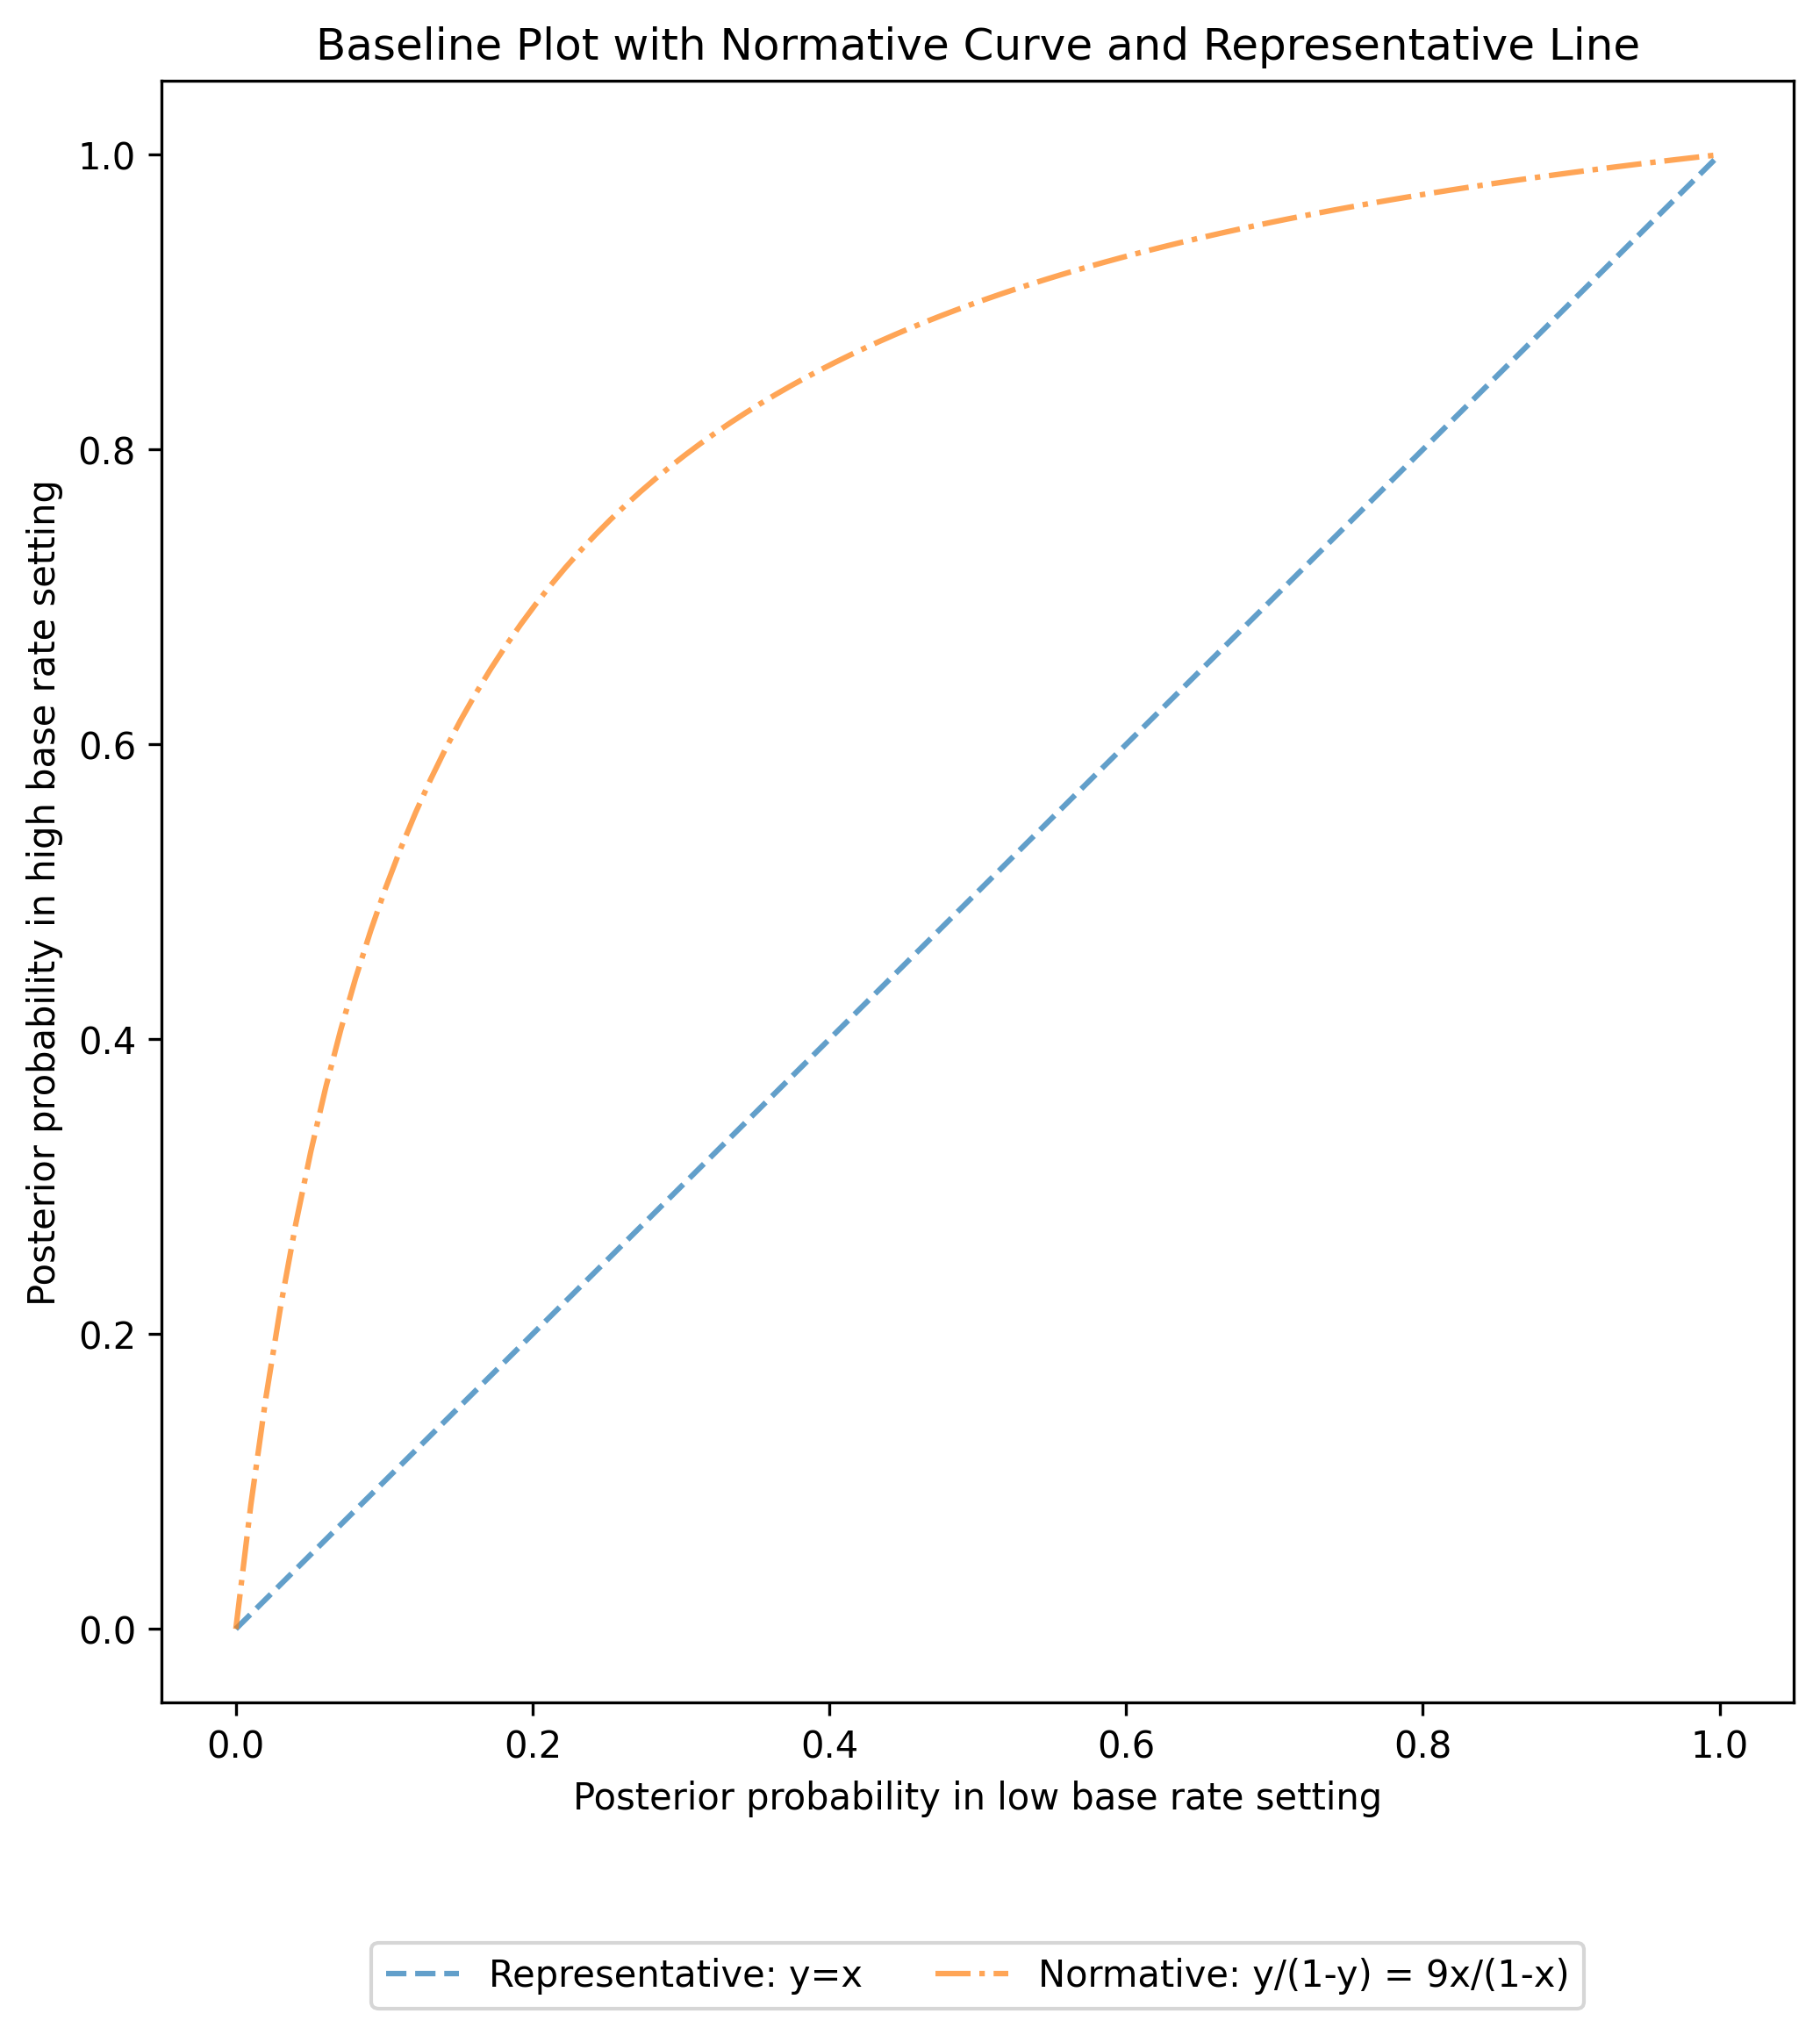 Baseline Plot with Normative Curve and Representative Line
Posterior probability in high base rate setting
1.0
0.8
0.6
0.4
0.2
0.0
0.0 0.2 0.4 0.6 0.8 1.0
Posterior probability in low base rate setting
Representative: y=x Normative: y/(1-y) = 9x/(1-x)